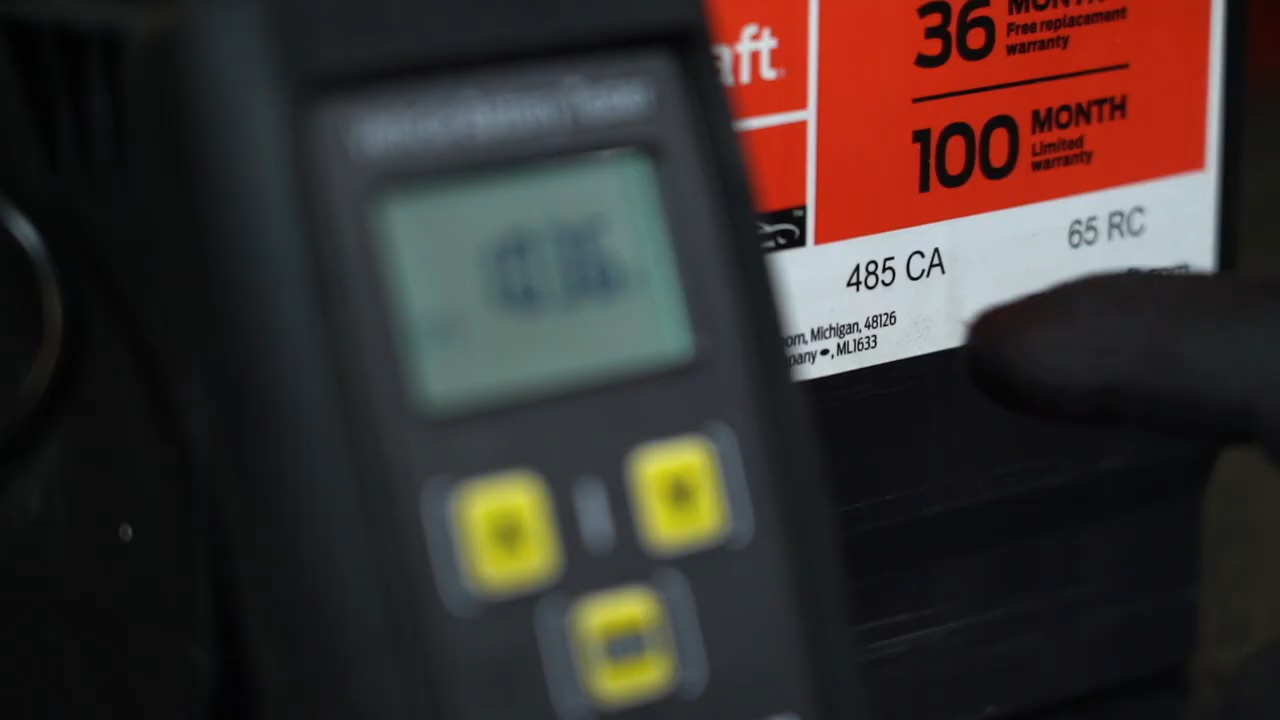 aft
36 MONTH
Free replacement
warranty
100 MONTH
Limited
warranty
485 CA
65 RC
orn, Michigan, 48126
pany , ML1633